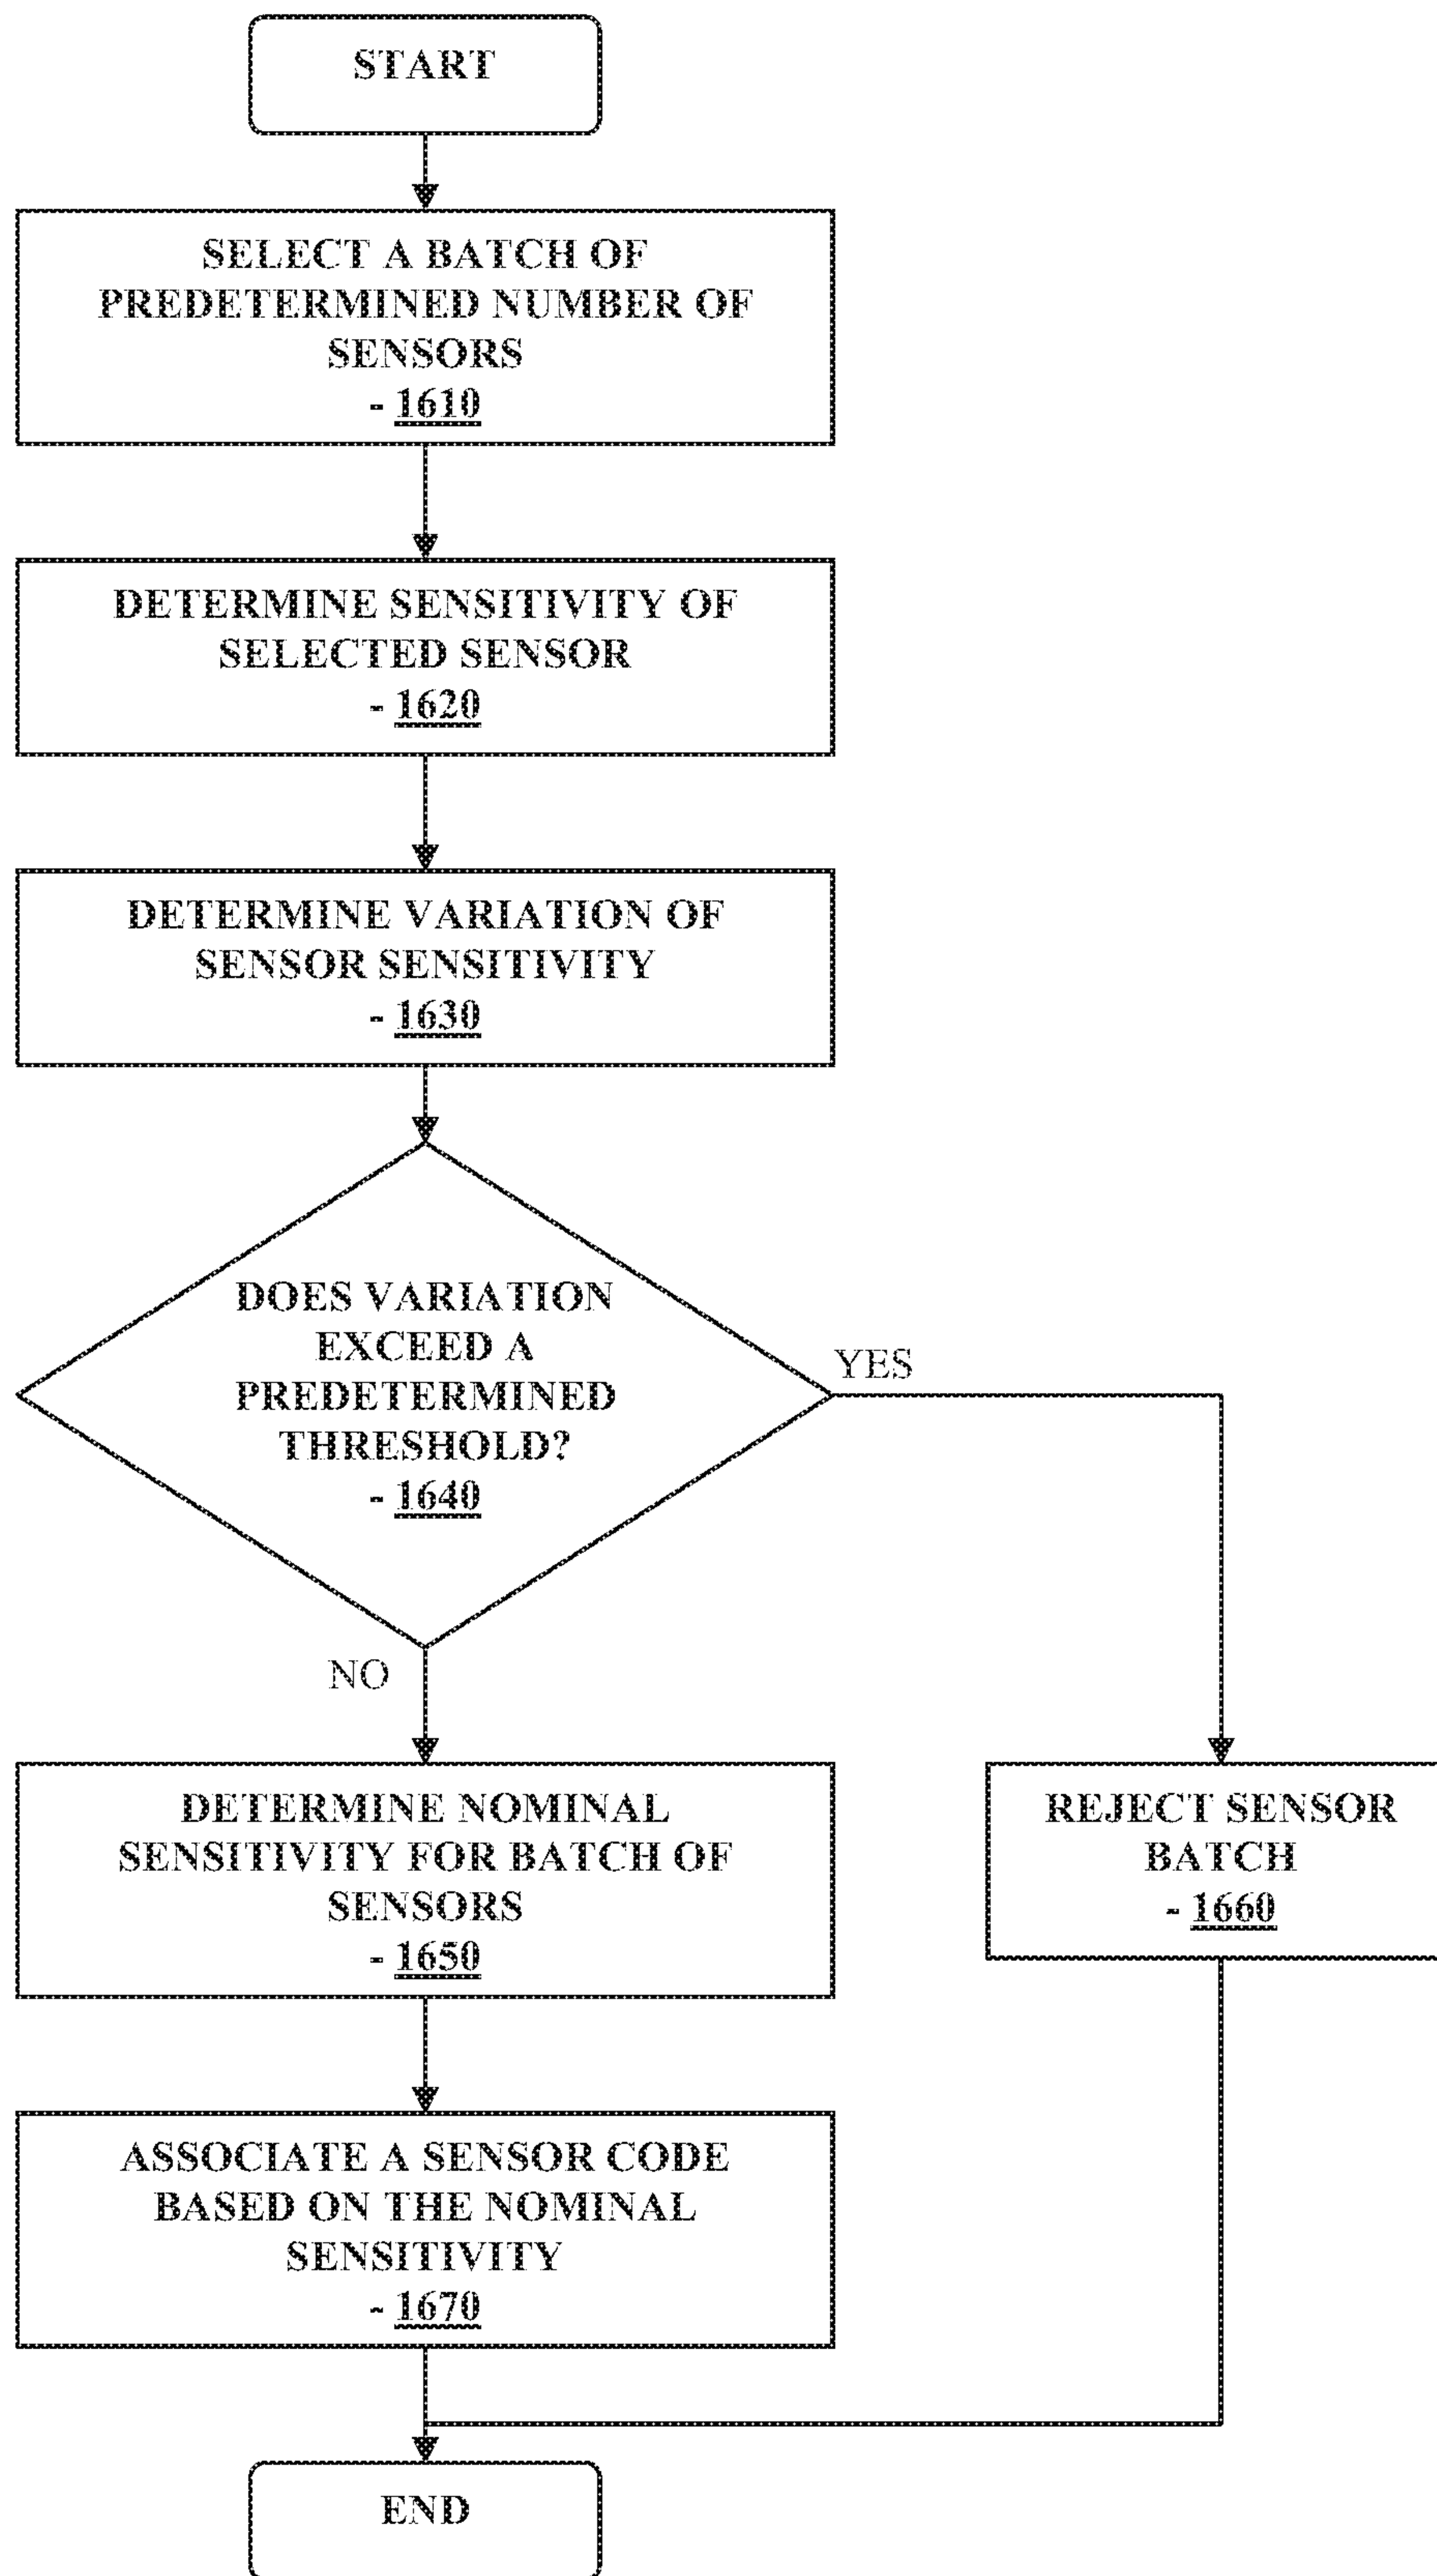 START
SELECT A BATCH OF
PREDETERMINED NUMBER OF
SENSORS
- 1610
DETERMINE SENSITIVITY OF
SELECTED SENSOR
- 1620
DETERMINE VARIATION OF
SENSOR SENSITIVITY
- 1630
DOES VARIATION
EXCEED A
PREDETERMINED
THRESHOLD?
- 1640
YES
NO
DETERMINE NOMINAL
SENSITIVITY FOR BATCH OF
SENSORS
- 1650
REJECT SENSOR
BATCH
- 1660
ASSOCIATE A SENSOR CODE
BASED ON THE NOMINAL
SENSITIVITY
- 1670
END